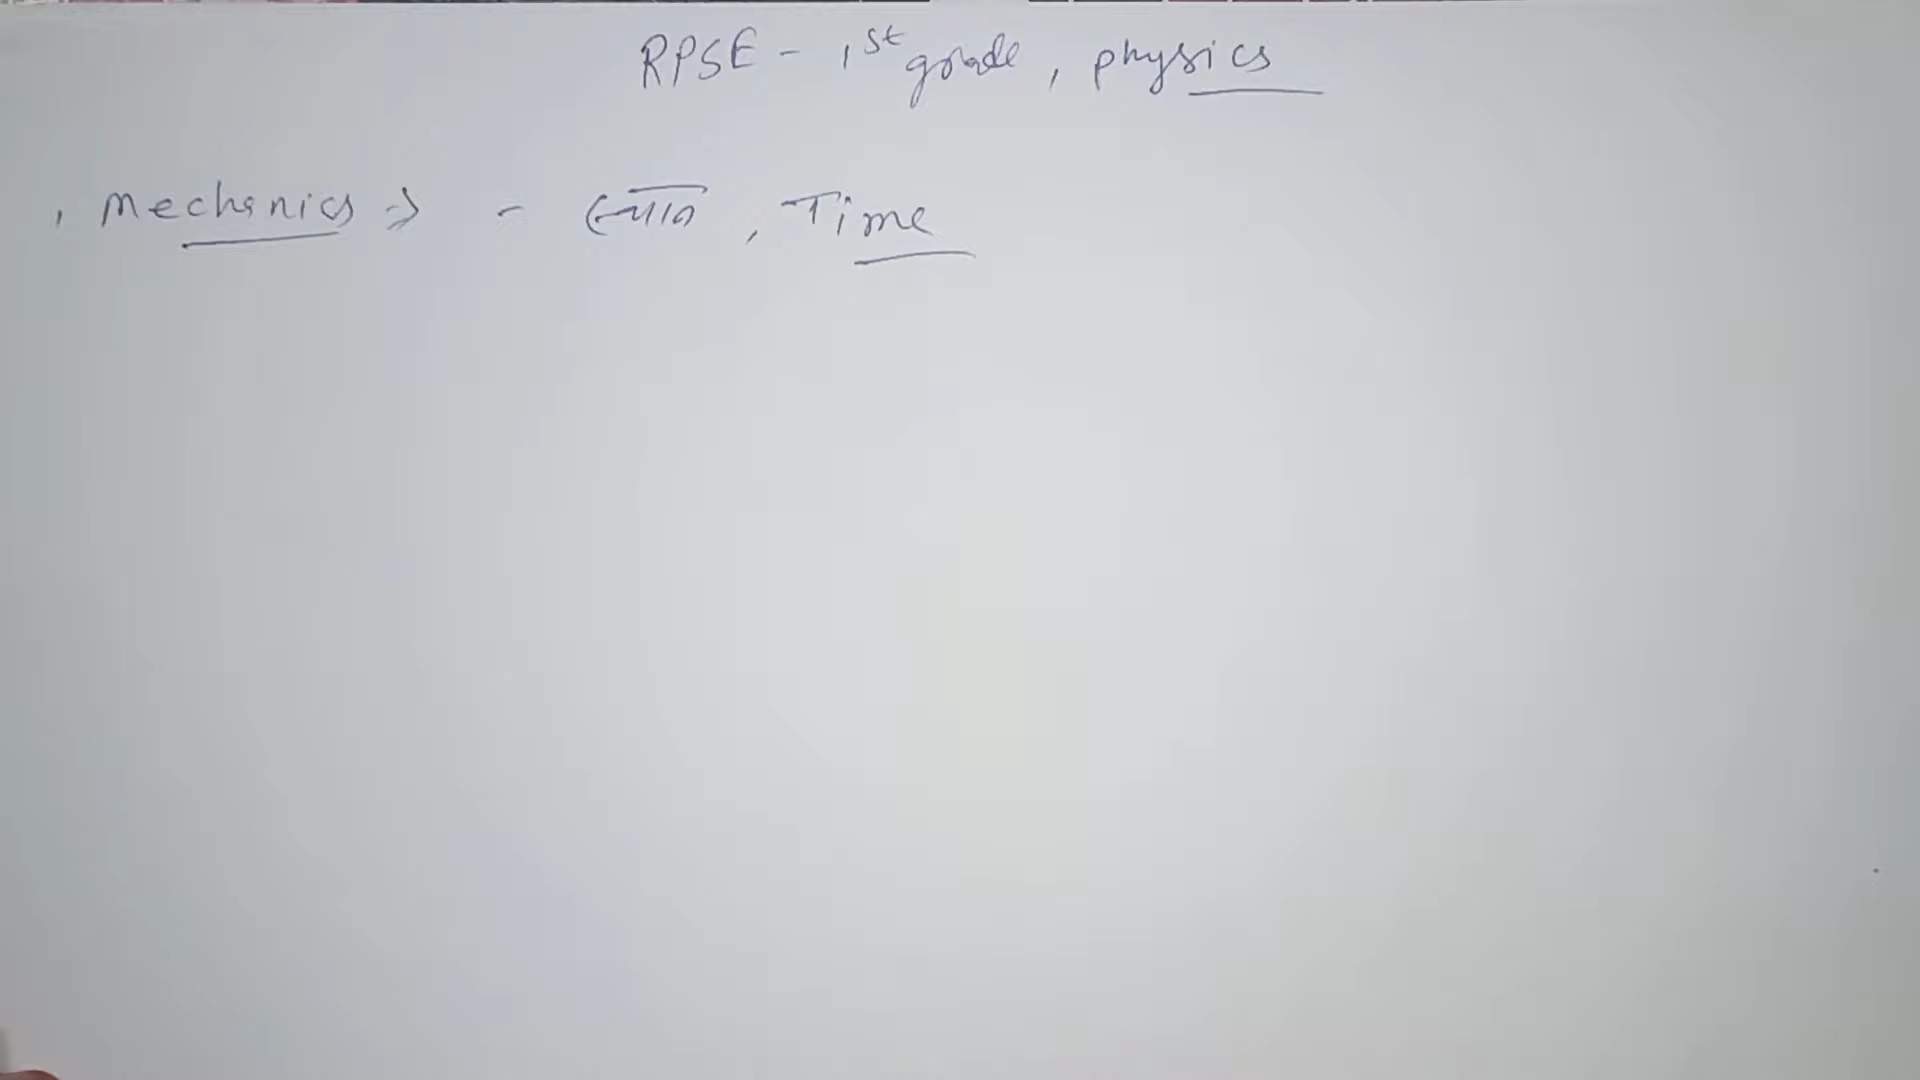 RPSE - 1st grade, physics
, Mechanics ⇒ - स्थान, Time